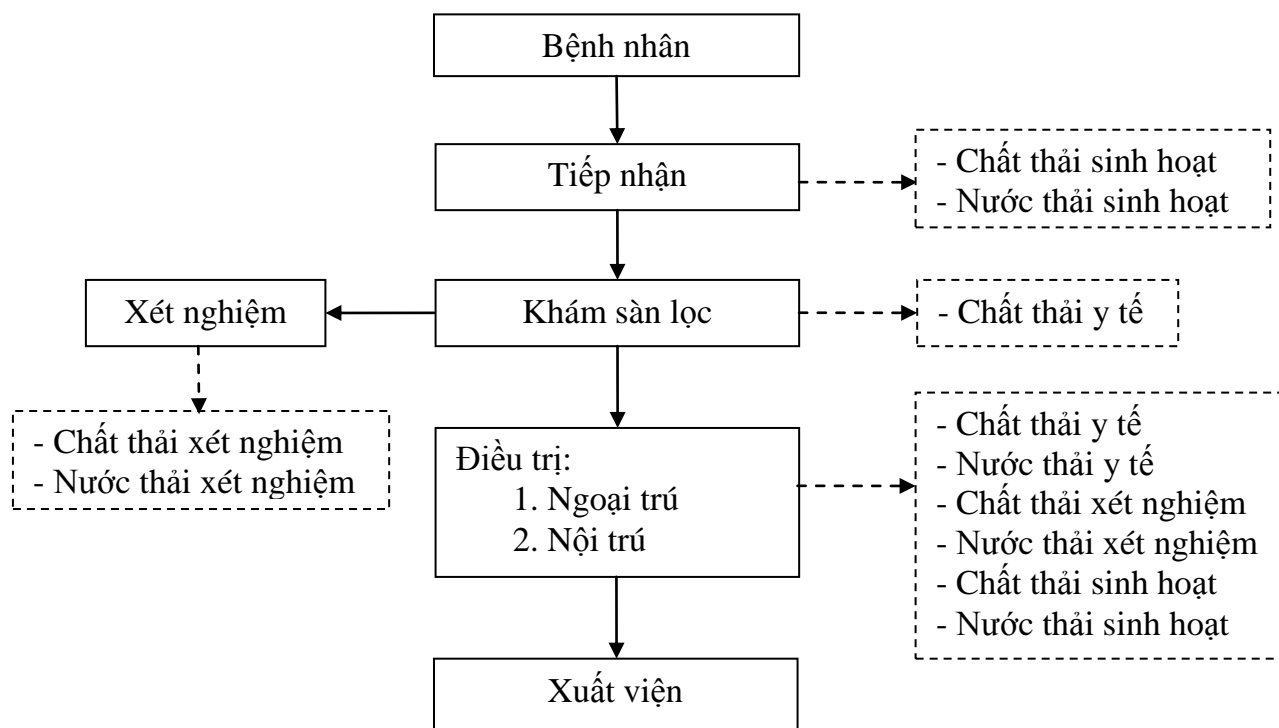 Bệnh nhân
Tiếp nhận
- Chất thải sinh hoạt
- Nước thải sinh hoạt
Xét nghiệm
Khám sàn lọc
- Chất thải y tế
- Chất thải xét nghiệm
- Nước thải xét nghiệm
Điều trị:
1. Ngoại trú
2. Nội trú
- Chất thải y tế
- Nước thải y tế
- Chất thải xét nghiệm
- Nước thải xét nghiệm
- Chất thải sinh hoạt
- Nước thải sinh hoạt
Xuất viện